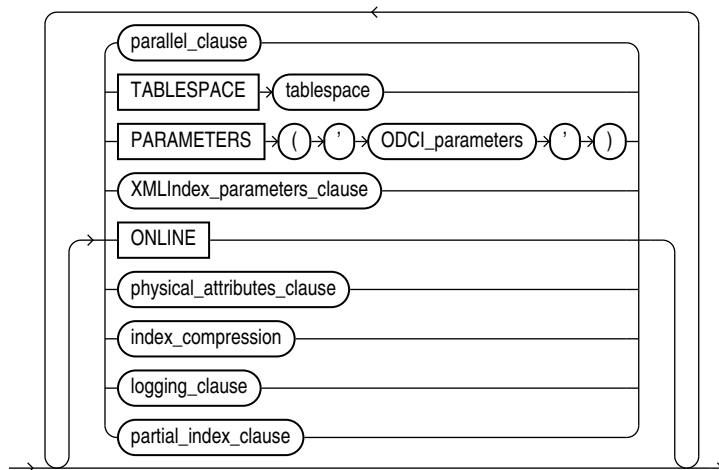 parallel_clause
TABLESPACE tablespace
PARAMETERS ( ' ODCI_parameters ' )
XMLIndex_parameters_clause
ONLINE
physical_attributes_clause
index_compression
logging_clause
partial_index_clause